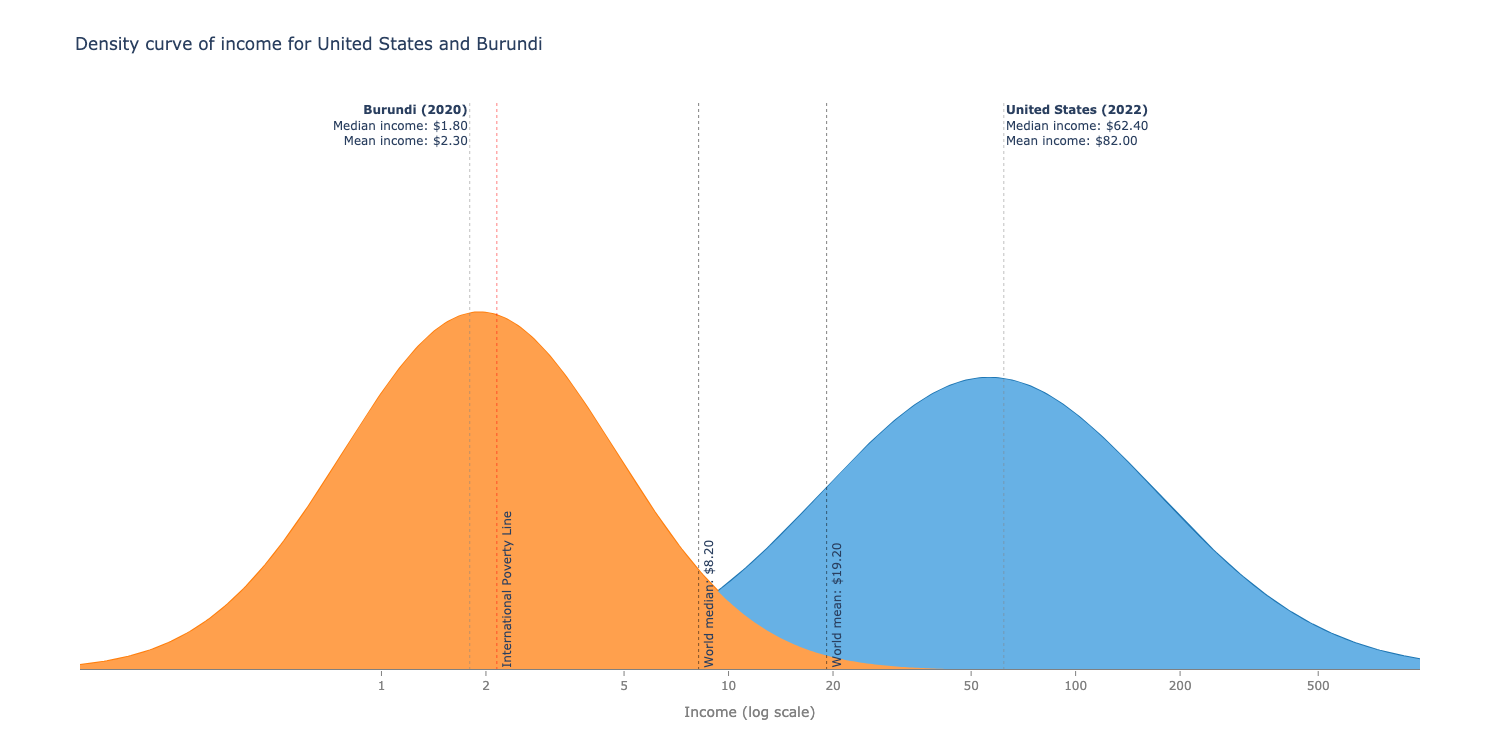 Density curve of income for United States and Burundi
Burundi (2020)
Median income: $1.80
Mean income: $2.30
United States (2022)
Median income: $62.40
Mean income: $82.00
International Poverty Line
World median: $8.20
World mean: $19.20
1
2
5
10
20
50
100
200
500
Income (log scale)